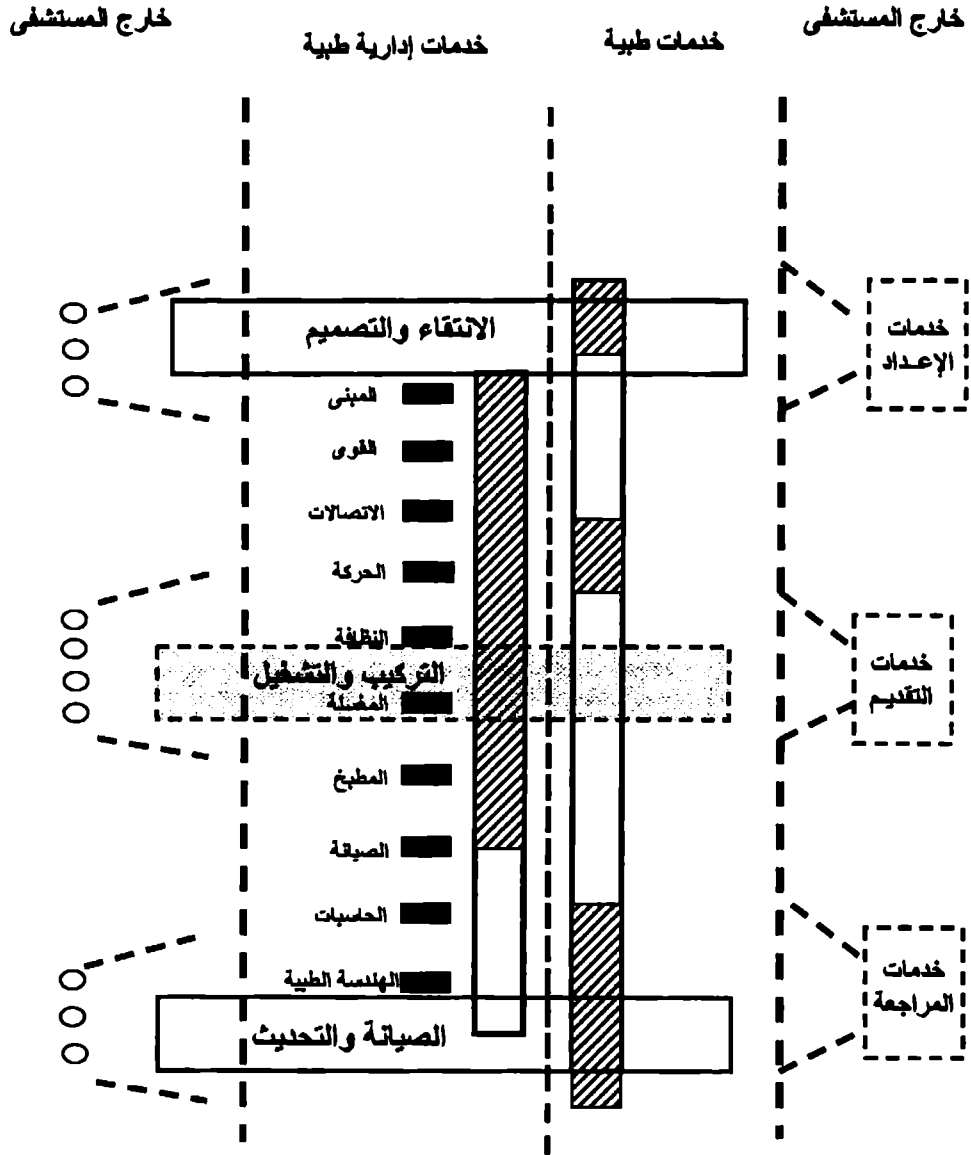 خارج المستشفى
خدمات طبية
خدمات إدارية طبية
خارج المستشفى
الانتقاء والتصميم
خدمات
الإعداد
المبنى
القوى
الاتصالات
الحركة
النظافة
التركيب والتشغيل
خدمات
التقديم
المغسلة
المطبخ
الصيانة
الحاسبات
الهندسة الطبية
خدمات
المراجعة
الصيانة والتحديث